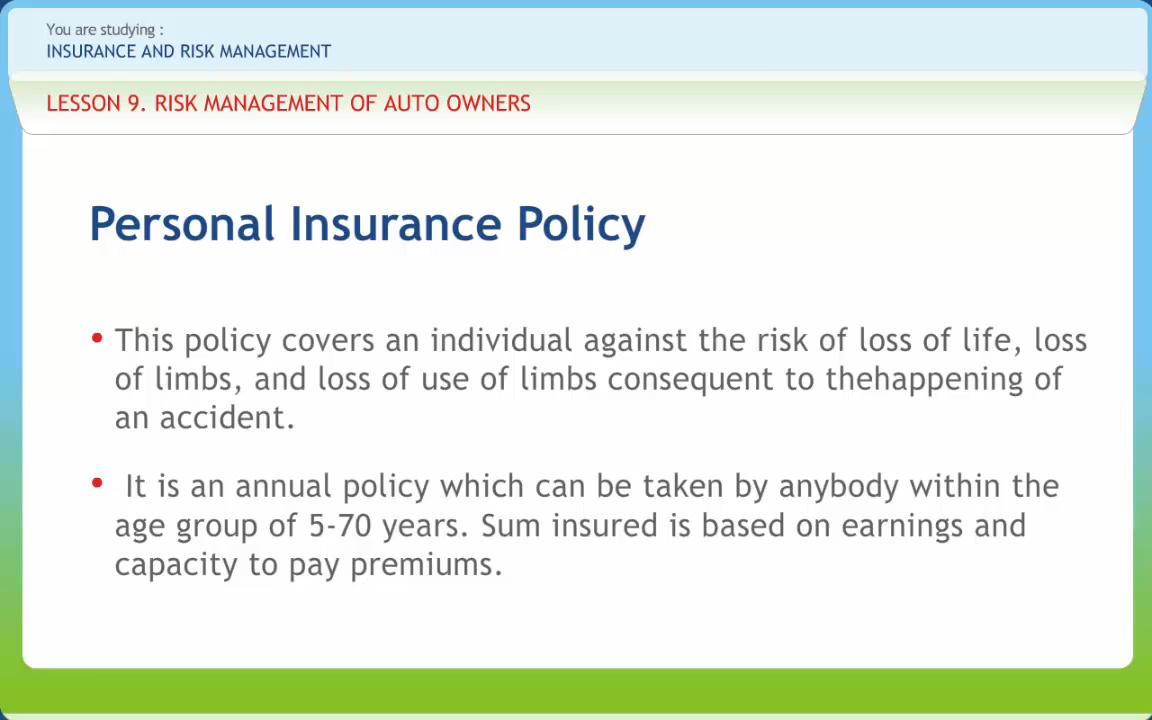 You are studying :
INSURANCE AND RISK MANAGEMENT
LESSON 9. RISK MANAGEMENT OF AUTO OWNERS
Personal Insurance Policy
• This policy covers an individual against the risk of loss of life, loss
of limbs, and loss of use of limbs consequent to thehappening of
an accident.
• It is an annual policy which can be taken by anybody within the
age group of 5-70 years. Sum insured is based on earnings and
capacity to pay premiums.